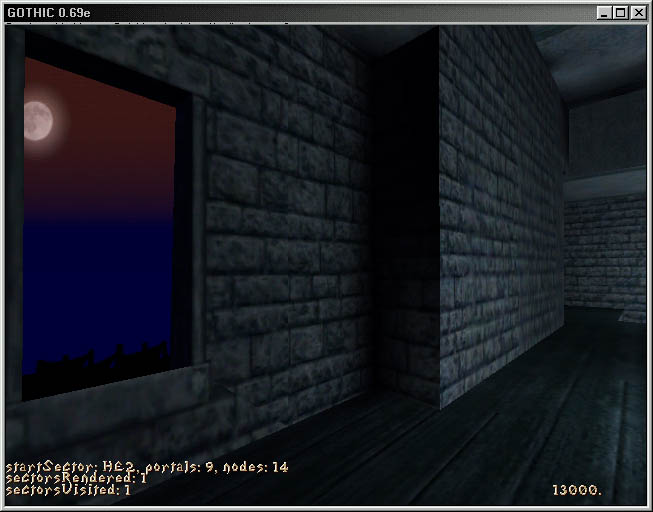 GOTHIC 0.69e
startSector: HE2, portals: 9, nodes: 14
sectorsRendered: 1
sectorsVisited: 1
13000.